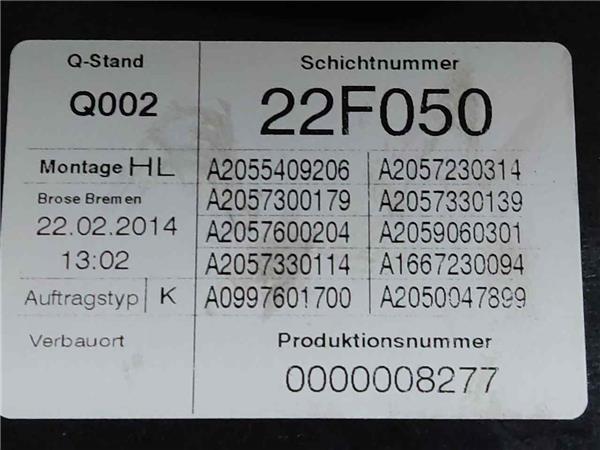 Q-Stand
Q002
Schichtnummer
22F050
Montage HL
Brose Bremen
22.02.2014
13:02
Auftragstyp K
Verbauort
A2055409206 A2057230314
A2057300179 A2057330139
A2057600204 A2059060301
A2057330114 A1667230094
A0997601700 A2050047899
Produktionsnummer
0000008277